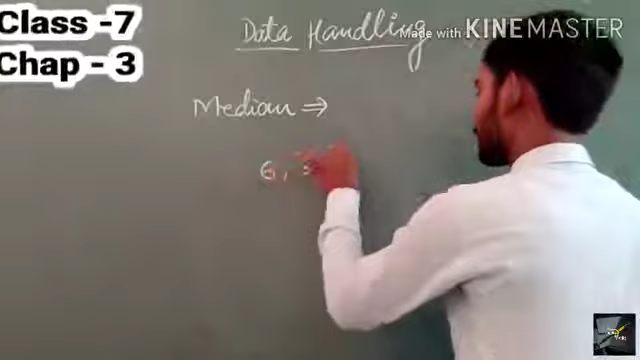 Class -7
Chap - 3
Data Handling
Made with KINEMASTER
Median ⇒
6,